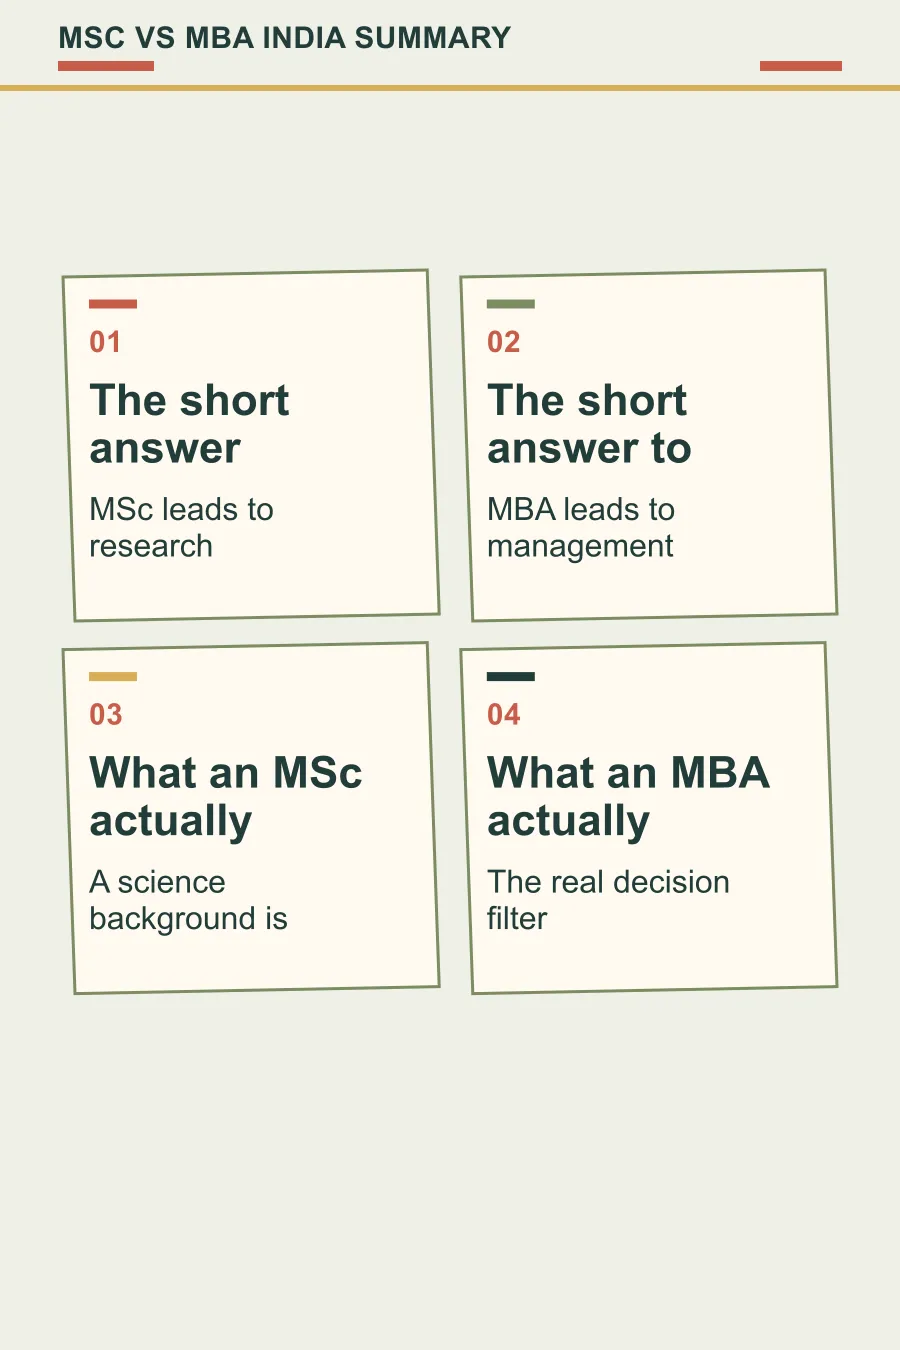 MSC VS MBA INDIA SUMMARY
01
The short
answer
MSc leads to
research
02
The short
answer to
MBA leads to
management
03
What an MSc
actually
A science
background is
04
What an MBA
actually
The real decision
filter